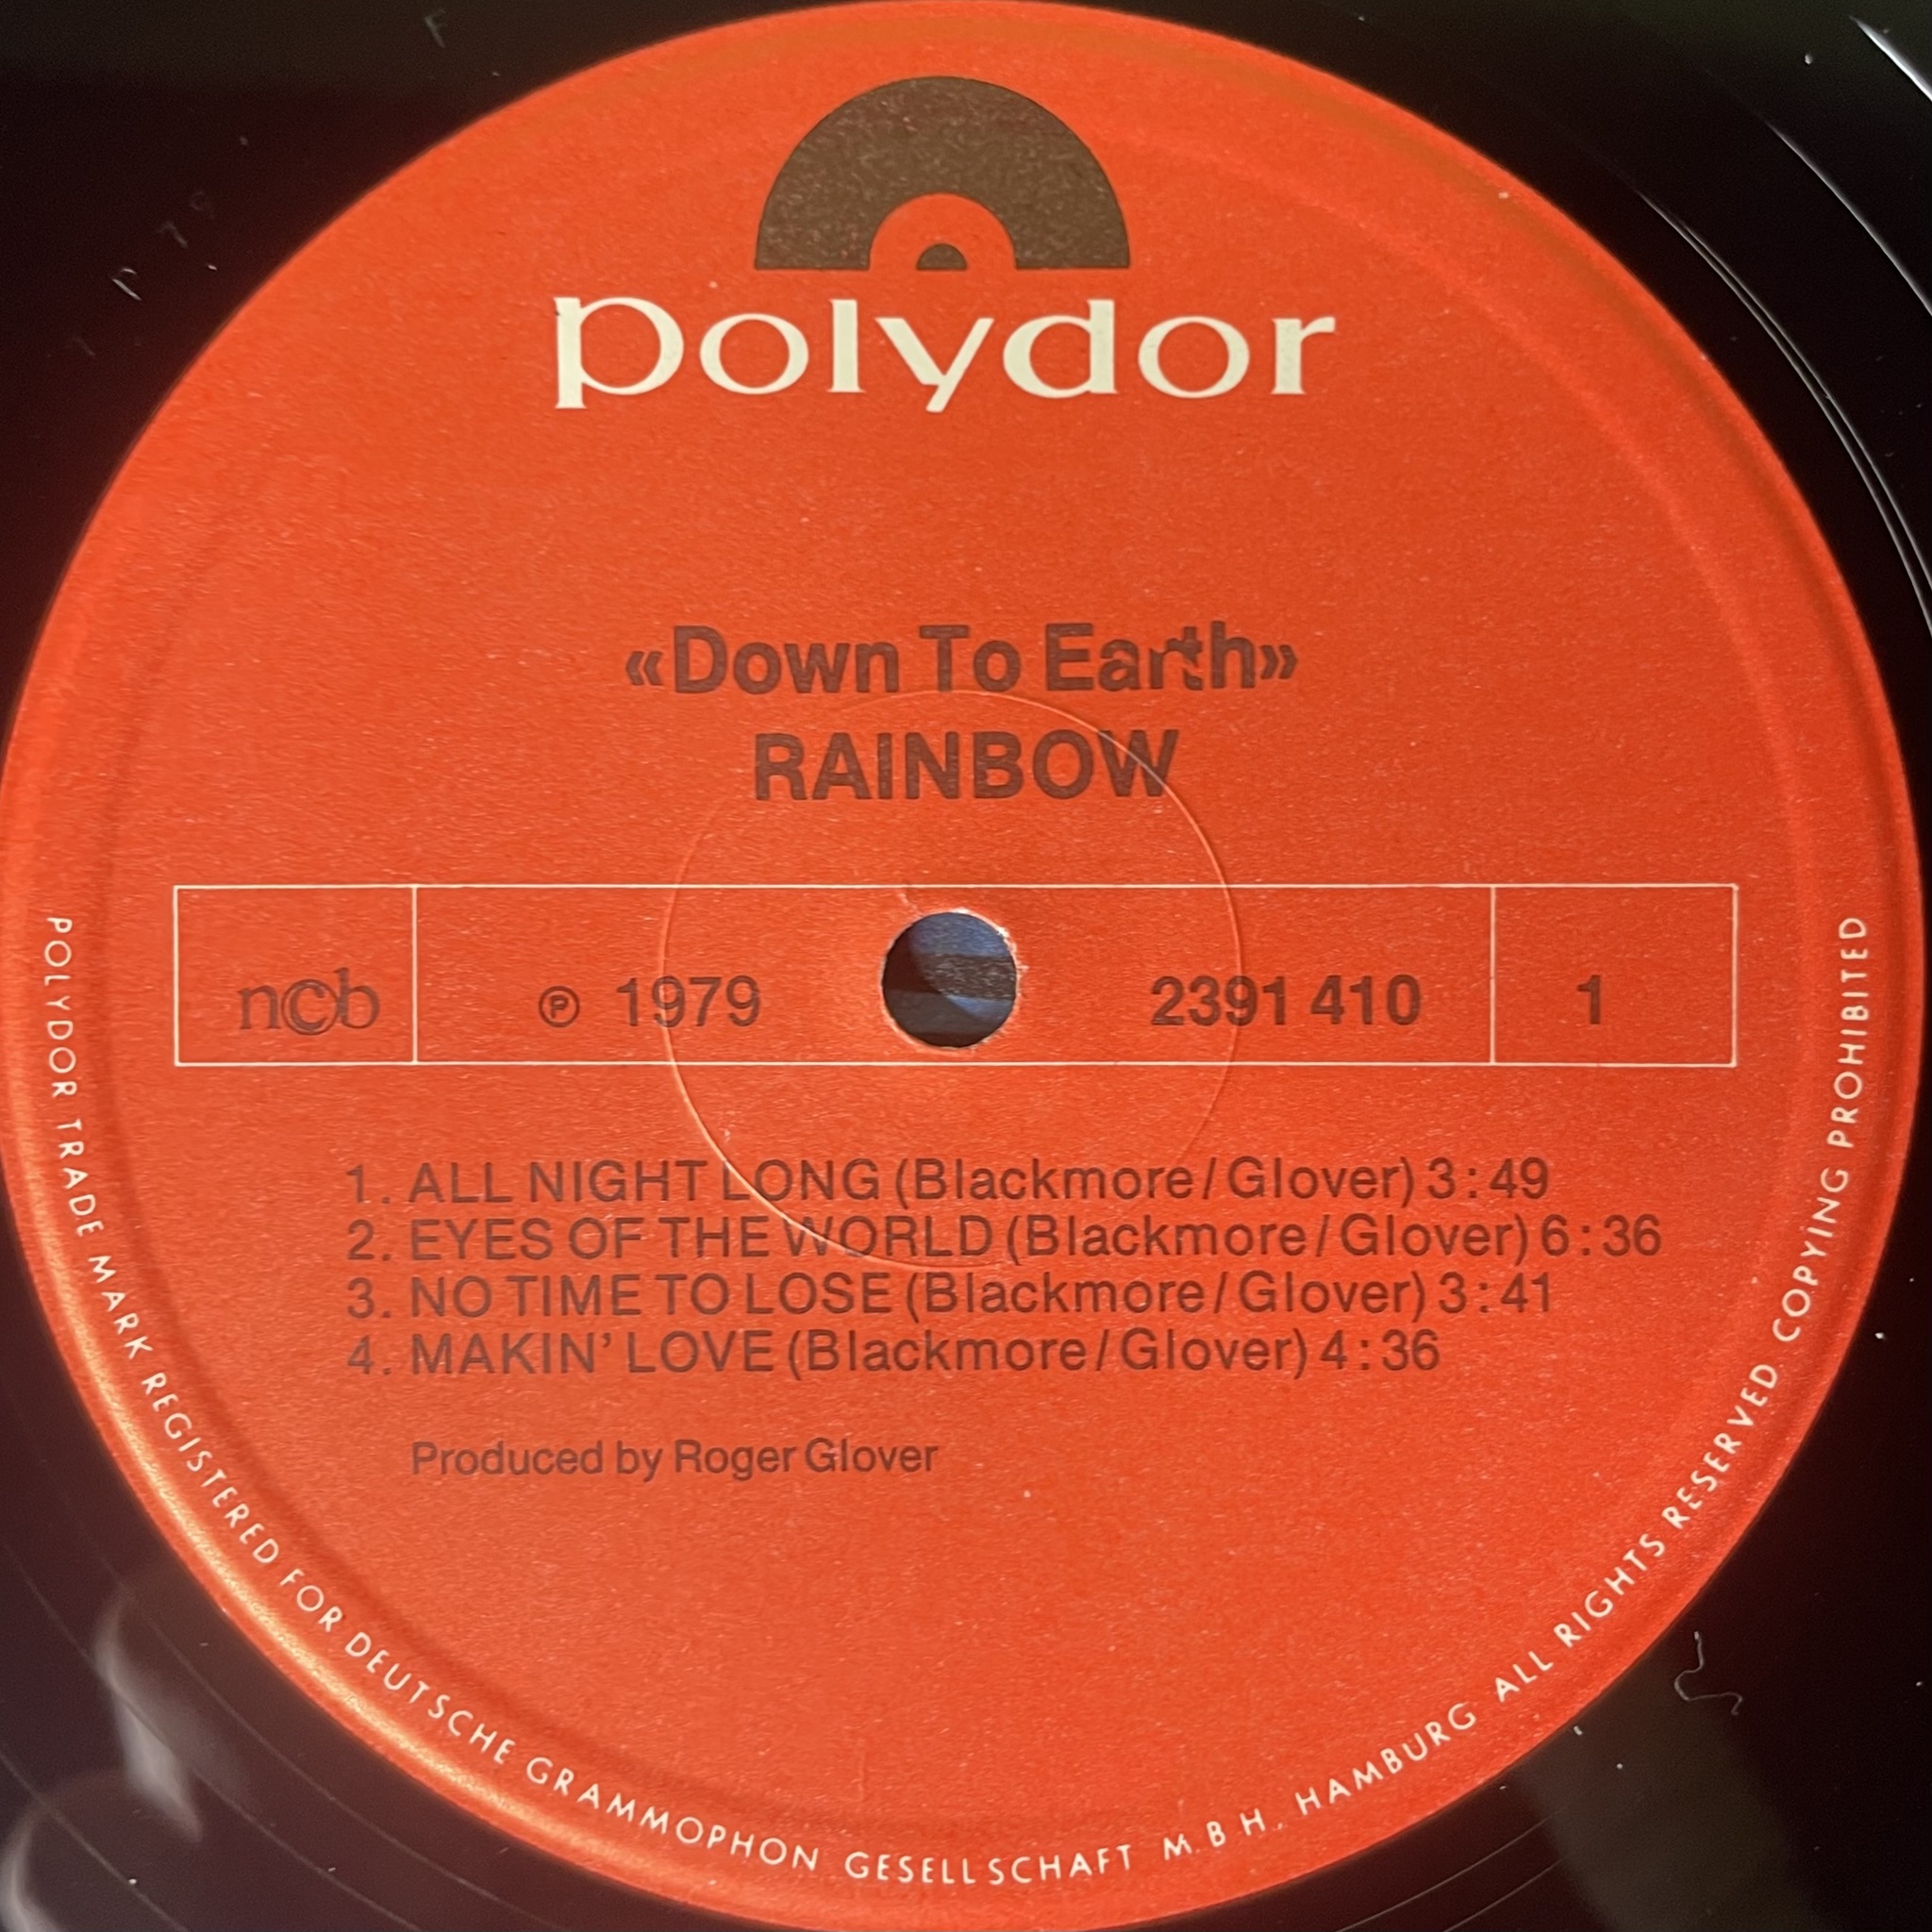 polydor
«Down To Earth»
RAINBOW
ncb ℗ 1979 2391 410 1
1. ALL NIGHT LONG (Blackmore/Glover) 3:49
2. EYES OF THE WORLD (Blackmore/Glover) 6:36
3. NO TIME TO LOSE (Blackmore/Glover) 3:41
4. MAKIN' LOVE (Blackmore/Glover) 4:36
Produced by Roger Glover
POLYDOR TRADE MARK REGISTERED FOR DEUTSCHE GRAMMOPHON GESELLSCHAFT M.B.H., HAMBURG ALL RIGHTS RESERVED COPYING PROHIBITED